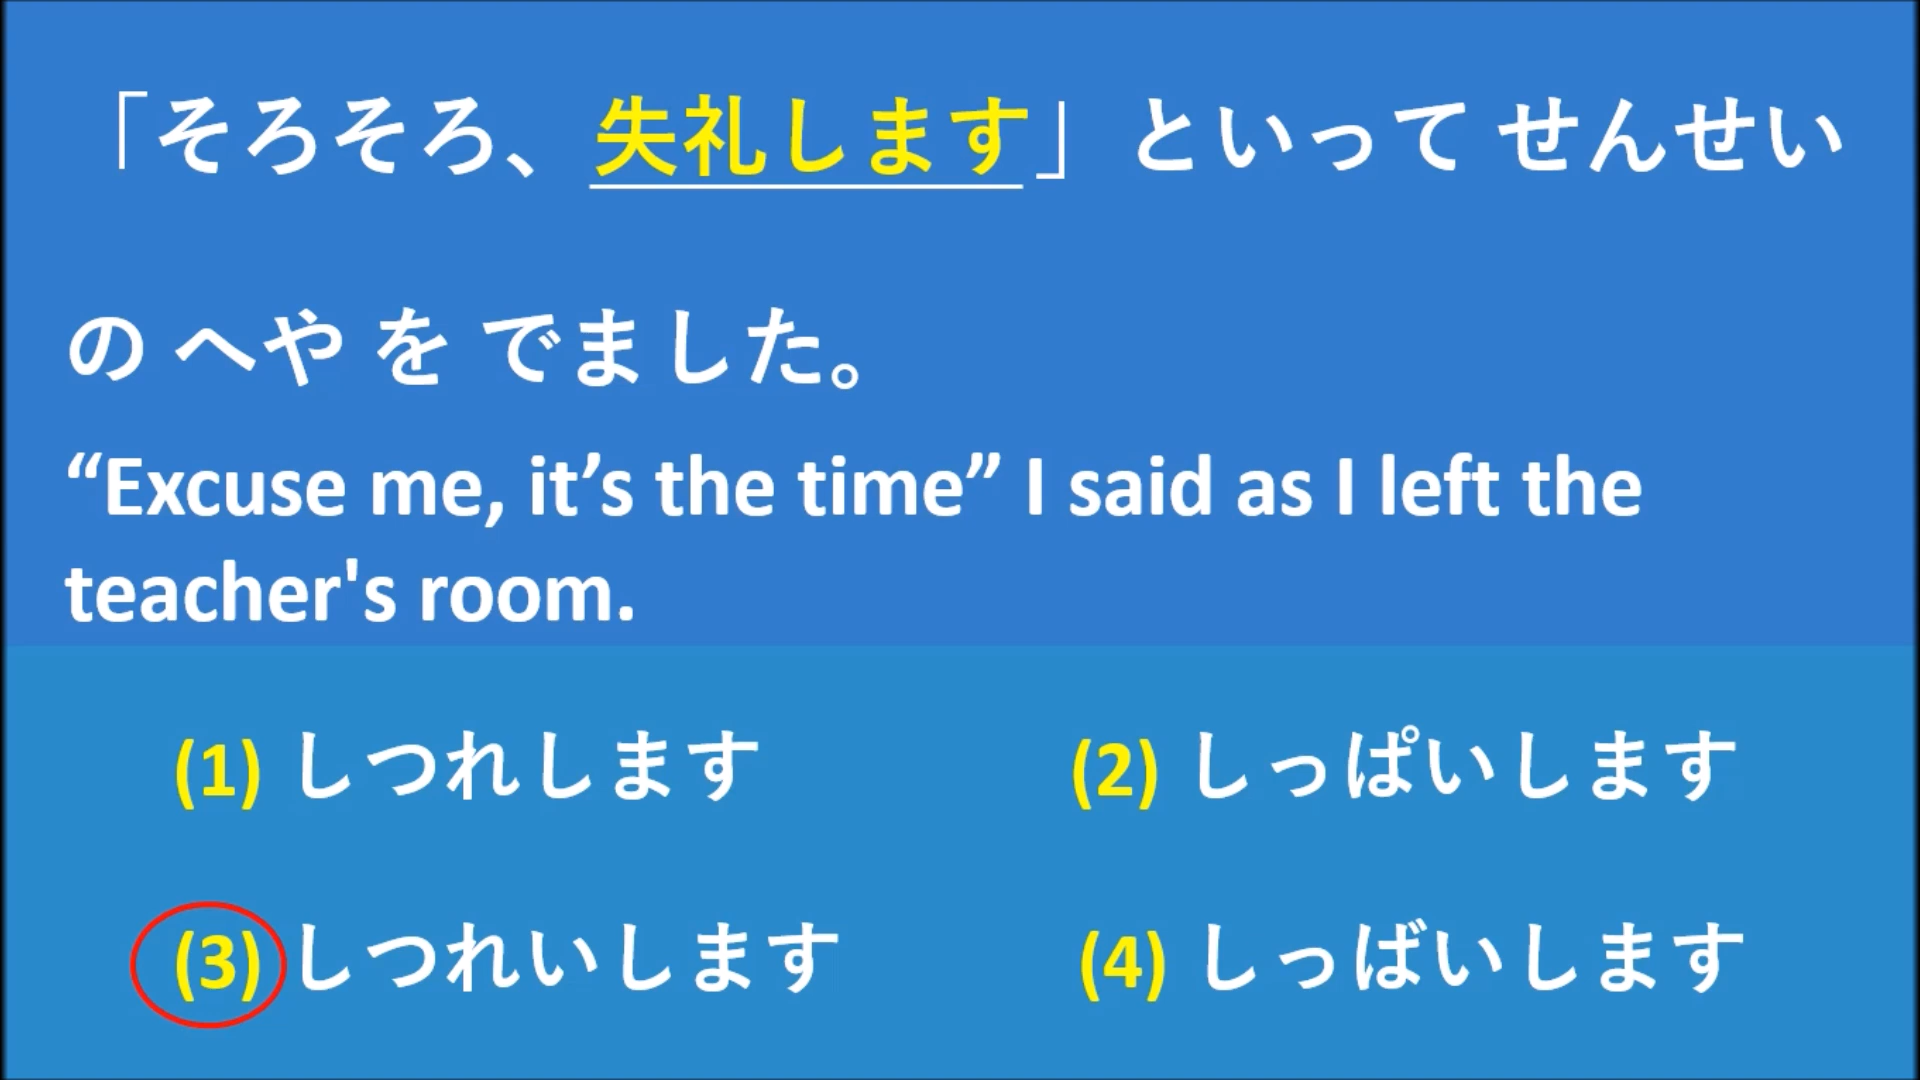 「そろそろ、失礼します」といって せんせい
の へや を でました。
“Excuse me, it’s the time” I said as I left the
teacher's room.
(1) しつれします
(2) しっぱいします
(3) しつれいします
(4) しっばいします